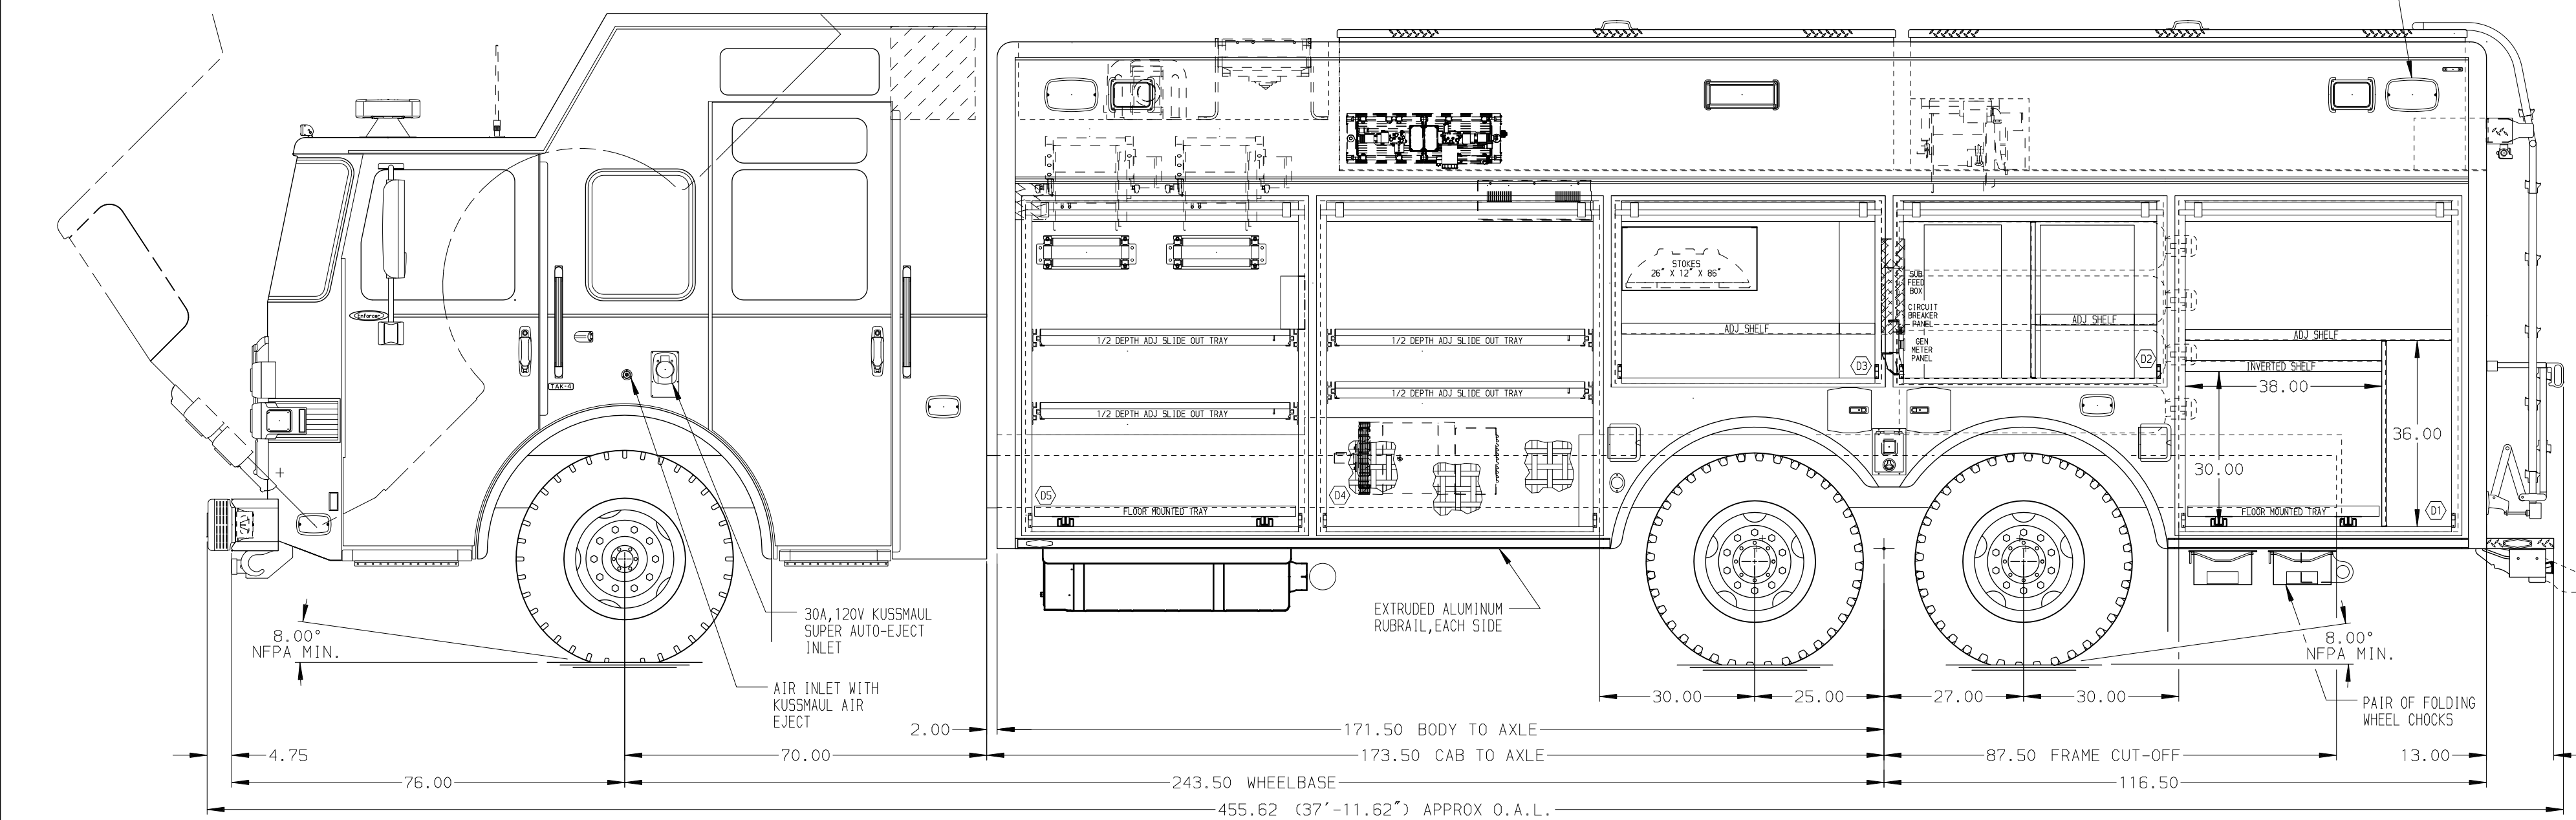 STOKES
26" X 12" X 86"
SUB
FEED
BOX
CIRCUIT
BREAKER
PANEL
GEN
METER
PANEL
Enforcer
ADJ SHELF
ADJ SHELF
ADJ SHELF
1/2 DEPTH ADJ SLIDE OUT TRAY
1/2 DEPTH ADJ SLIDE OUT TRAY
D3
D2
INVERTED SHELF
TAK-4
38.00
1/2 DEPTH ADJ SLIDE OUT TRAY
1/2 DEPTH ADJ SLIDE OUT TRAY
36.00
30.00
D5
D4
FLOOR MOUNTED TRAY
FLOOR MOUNTED TRAY
D1
30A,120V KUSSMAUL
SUPER AUTO-EJECT
INLET
EXTRUDED ALUMINUM
RUBRAIL,EACH SIDE
8.00°
NFPA MIN.
8.00°
NFPA MIN.
AIR INLET WITH
KUSSMAUL AIR
EJECT
30.00
25.00
27.00
30.00
PAIR OF FOLDING
WHEEL CHOCKS
2.00
171.50 BODY TO AXLE
4.75
70.00
173.50 CAB TO AXLE
87.50 FRAME CUT-OFF
13.00
76.00
243.50 WHEELBASE
116.50
455.62 (37'-11.62") APPROX O.A.L.